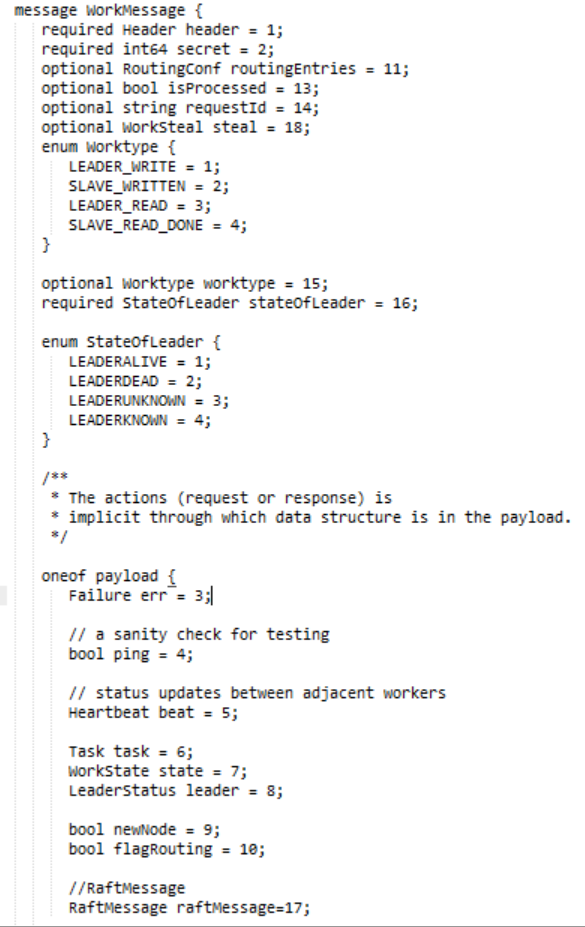 message WorkMessage {
required Header header = 1;
required int64 secret = 2;
optional RoutingConf routingEntries = 11;
optional bool isProcessed = 13;
optional string requestId = 14;
optional WorkSteal steal = 18;
enum Worktype {
LEADER_WRITE = 1;
SLAVE_WRITTEN = 2;
LEADER_READ = 3;
SLAVE_READ_DONE = 4;
}
optional Worktype worktype = 15;
required StateOfLeader stateOfLeader = 16;
enum StateOfLeader {
LEADERALIVE = 1;
LEADERDEAD = 2;
LEADERUNKNOWN = 3;
LEADERKNOWN = 4;
}
/**
* The actions (request or response) is
* implicit through which data structure is in the payload.
*/
oneof payload {
Failure err = 3;
// a sanity check for testing
bool ping = 4;
// status updates between adjacent workers
Heartbeat beat = 5;
Task task = 6;
WorkState state = 7;
LeaderStatus leader = 8;
bool newNode = 9;
bool flagRouting = 10;
//RaftMessage
RaftMessage raftMessage=17;